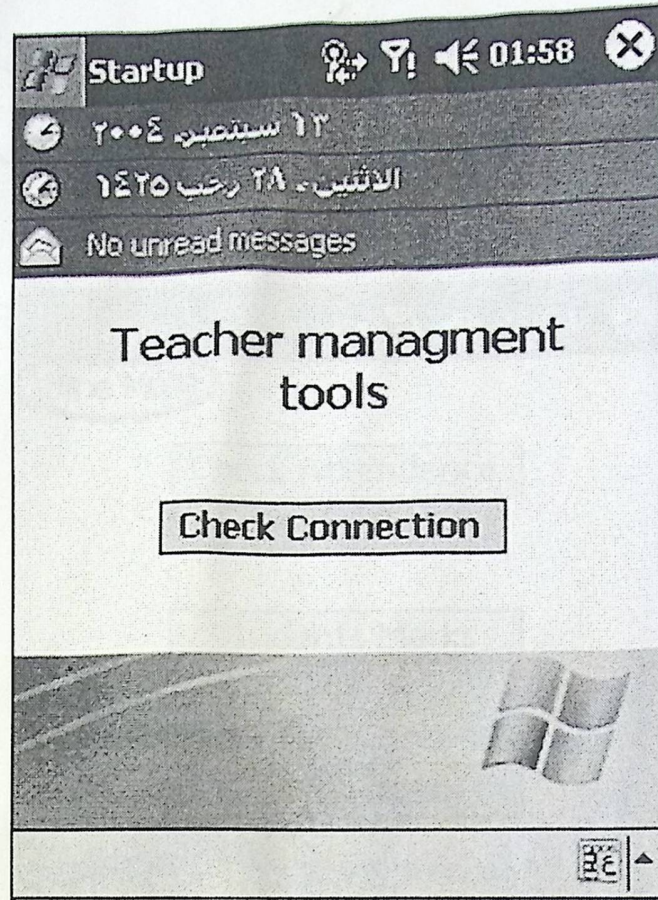 Startup 01:58
١٣ سبتمبر، ٢٠٠٤
الاثنين، ٢٨ رجب ١٤٢٥
No unread messages
Teacher managment
tools
Check Connection